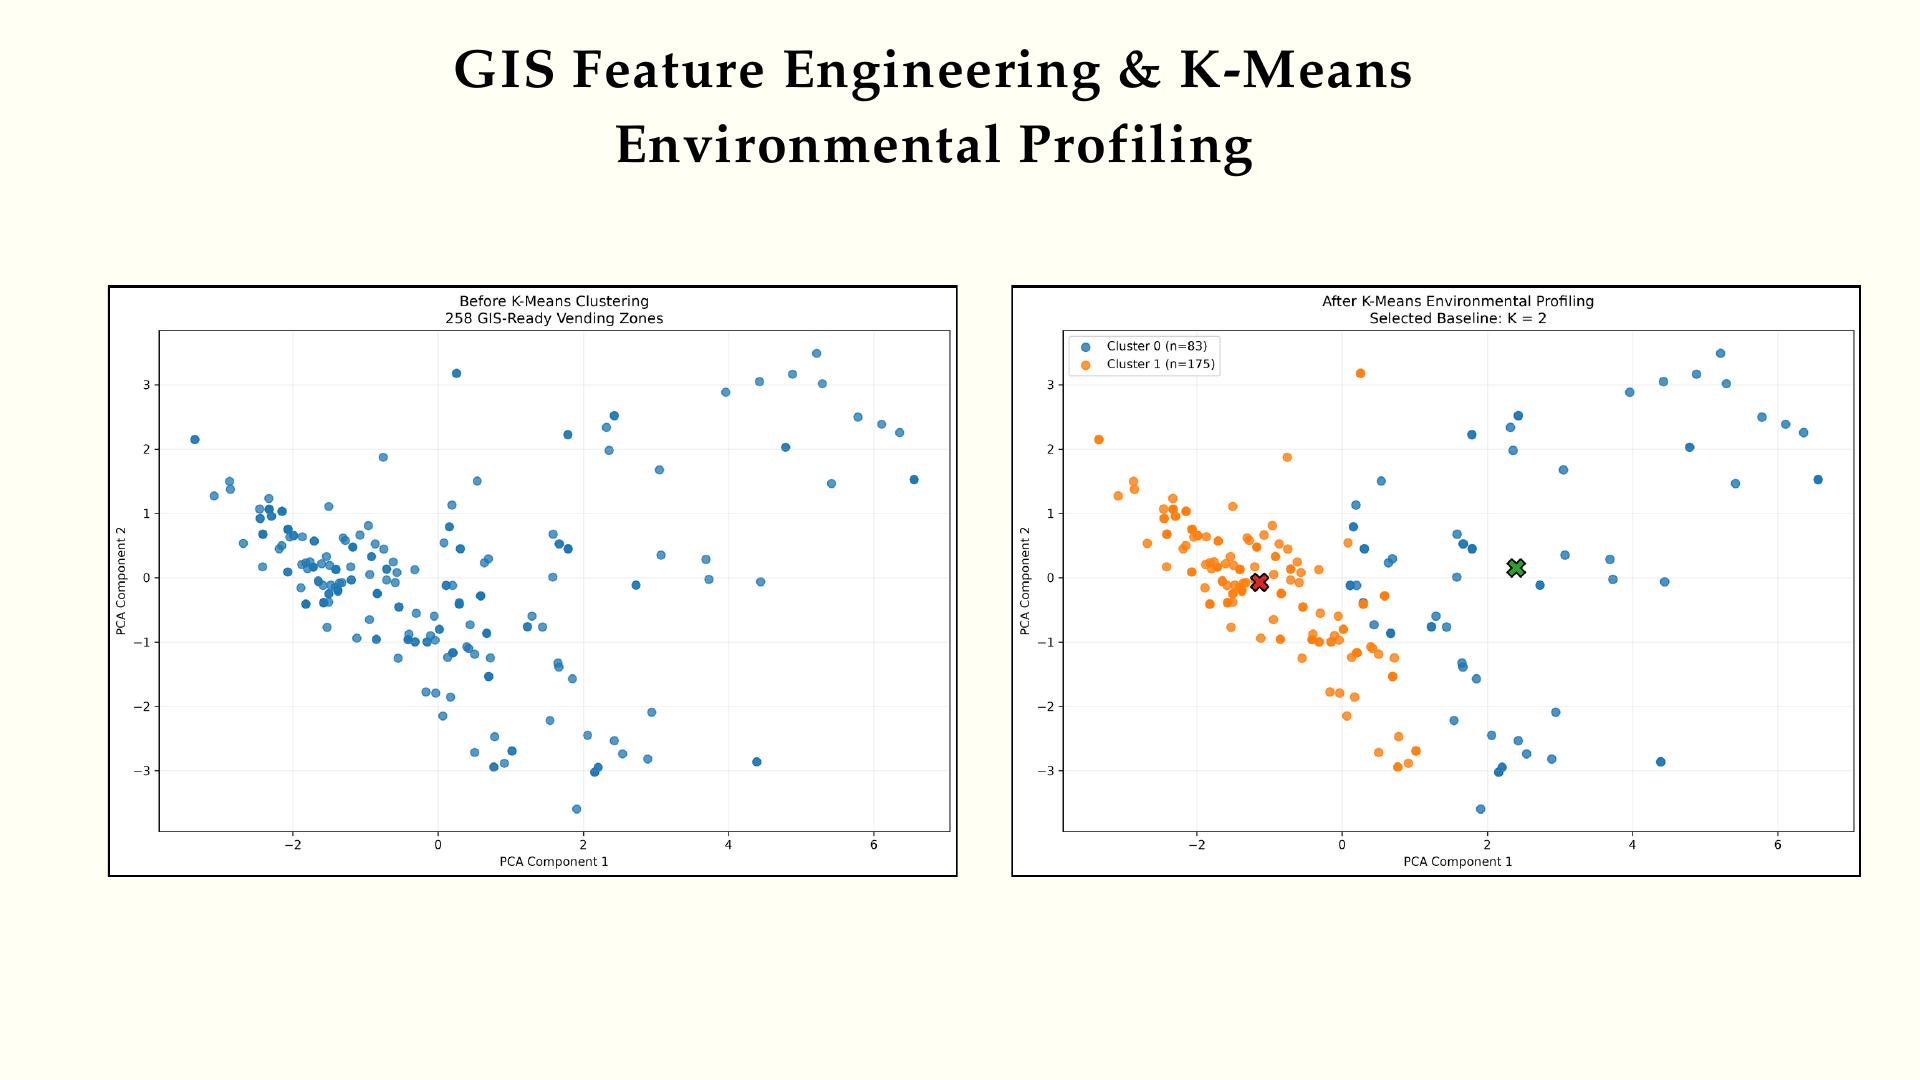 GIS Feature Engineering & K-Means
Environmental Profiling
Before K-Means Clustering
258 GIS-Ready Vending Zones
PCA Component 2
3
2
1
0
−1
−2
−3
−2
0
2
4
6
PCA Component 1
After K-Means Environmental Profiling
Selected Baseline: K = 2
Cluster 0 (n=83)
Cluster 1 (n=175)
PCA Component 2
3
2
1
0
−1
−2
−3
−2
0
2
4
6
PCA Component 1